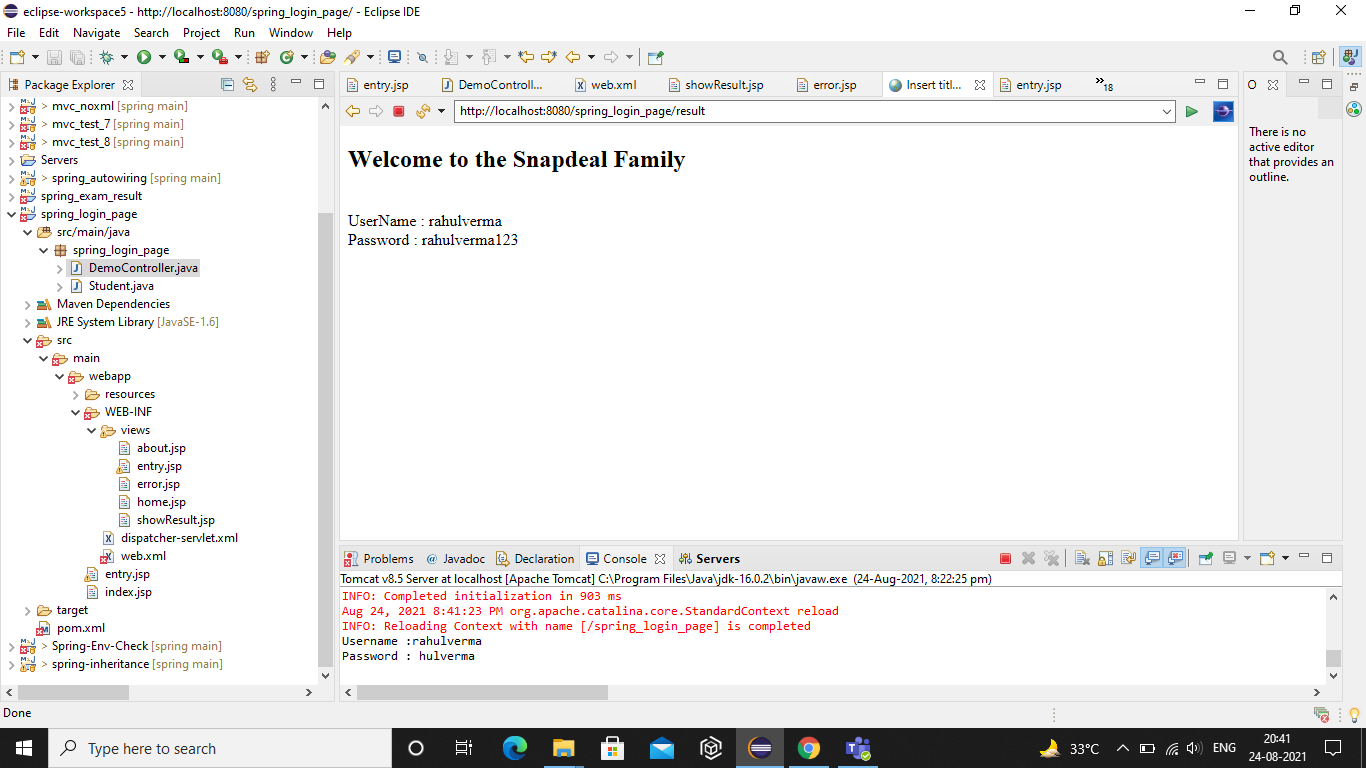 eclipse-workspace5 - http://localhost:8080/spring_login_page/ - Eclipse IDE
File Edit Navigate Search Project Run Window Help
Package Explorer
> mvc_noxml [spring main]
> mvc_test_7 [spring main]
> mvc_test_8 [spring main]
Servers
> spring_autowiring [spring main]
spring_exam_result
spring_login_page
src/main/java
spring_login_page
DemoController.java
Student.java
Maven Dependencies
JRE System Library [JavaSE-1.6]
src
main
webapp
resources
WEB-INF
views
about.jsp
entry.jsp
error.jsp
home.jsp
showResult.jsp
dispatcher-servlet.xml
web.xml
entry.jsp
index.jsp
target
pom.xml
> Spring-Env-Check [spring main]
> spring-inheritance [spring main]
entry.jsp DemoControll... web.xml showResult.jsp error.jsp Insert titl... entry.jsp »18
http://localhost:8080/spring_login_page/result
Welcome to the Snapdeal Family
UserName : rahulverma
Password : rahulverma123
O
There is no
active editor
that provides an
outline.
Problems @ Javadoc Declaration Console Servers
Tomcat v8.5 Server at localhost [Apache Tomcat] C:\Program Files\Java\jdk-16.0.2\bin\javaw.exe (24-Aug-2021, 8:22:25 pm)
INFO: Completed initialization in 903 ms
Aug 24, 2021 8:41:23 PM org.apache.catalina.core.StandardContext reload
INFO: Reloading Context with name [/spring_login_page] is completed
Username :rahulverma
Password : hulverma
Done
Type here to search
33°C
ENG
20:41
24-08-2021